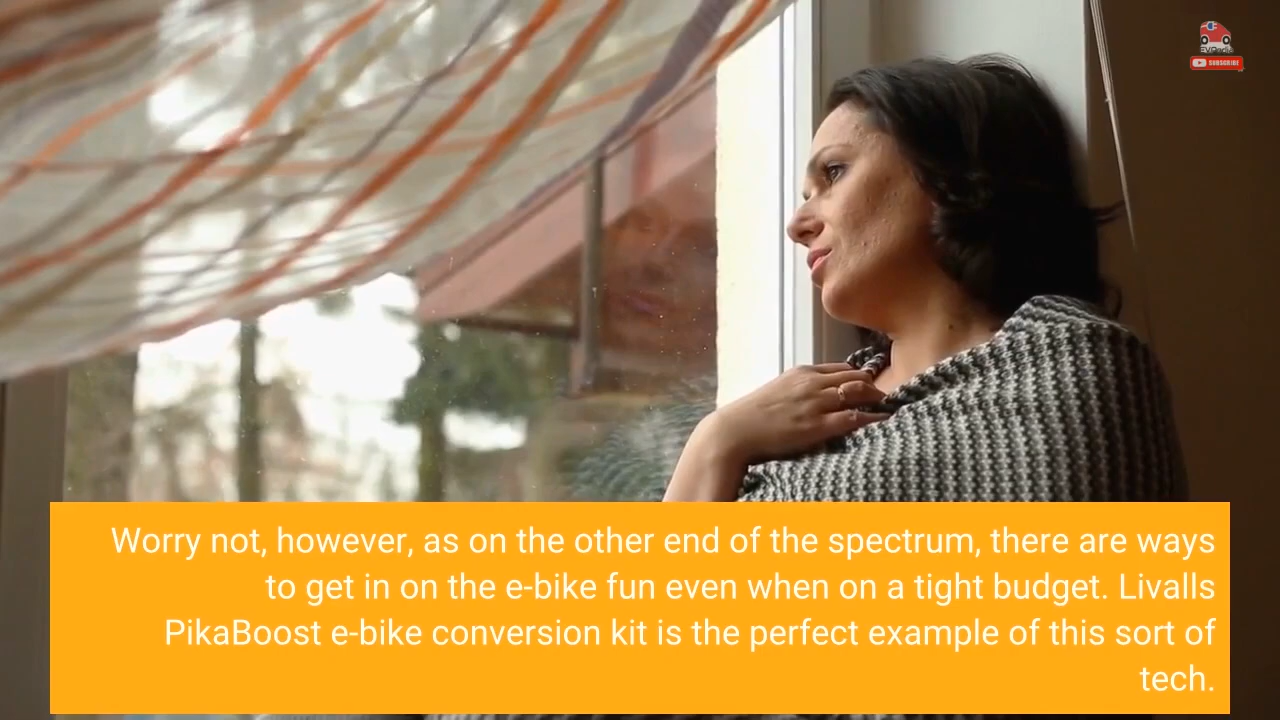 EVPedia
SUBSCRIBE
Worry not, however, as on the other end of the spectrum, there are ways
to get in on the e-bike fun even when on a tight budget. Livalls
PikaBoost e-bike conversion kit is the perfect example of this sort of
tech.